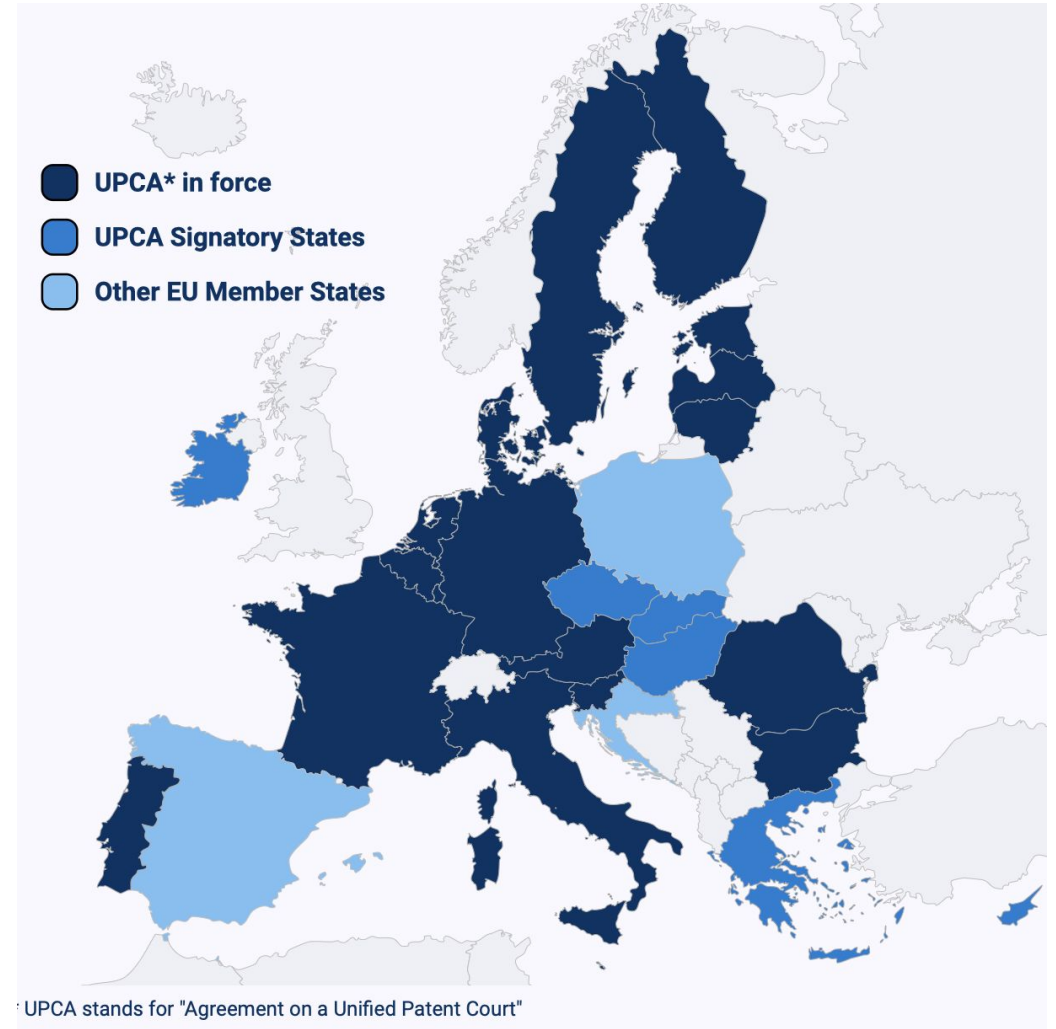 UPCA* in force
UPCA Signatory States
Other EU Member States
* UPCA stands for "Agreement on a Unified Patent Court"